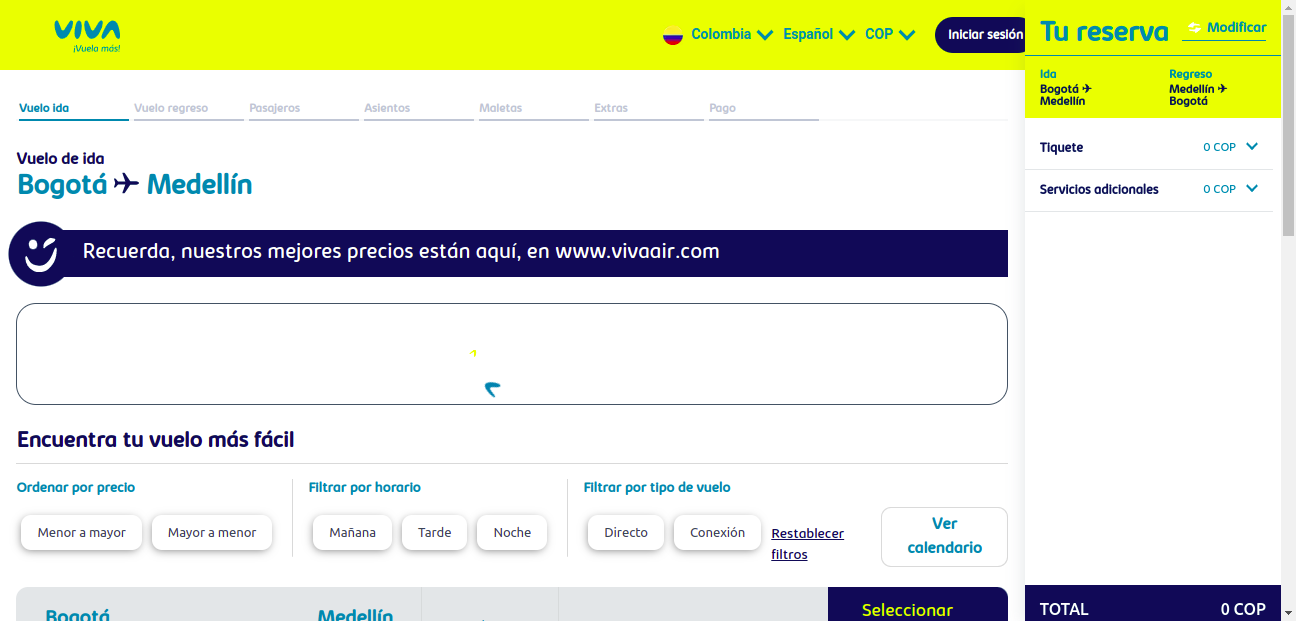 VIVA
¡Vuela más!
Colombia Español COP Iniciar sesión
Tu reserva Modificar
Ida Regreso
Bogotá Medellín
Medellín Bogotá
Vuelo ida Vuelo regreso Pasajeros Asientos Maletas Extras Pago
Tiquete 0 COP
Servicios adicionales 0 COP
Vuelo de ida
Bogotá Medellín
Recuerda, nuestros mejores precios están aquí, en www.vivaair.com
Encuentra tu vuelo más fácil
Ordenar por precio Filtrar por horario Filtrar por tipo de vuelo
Menor a mayor Mayor a menor Mañana Tarde Noche Directo Conexión Restablecer
filtros
Ver
calendario
Bogotá Medellín Seleccionar
TOTAL 0 COP